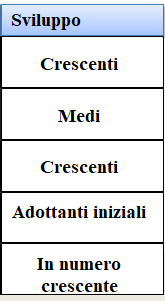 Sviluppo
Crescenti
Medi
Crescenti
Adottanti iniziali
In numero
crescente